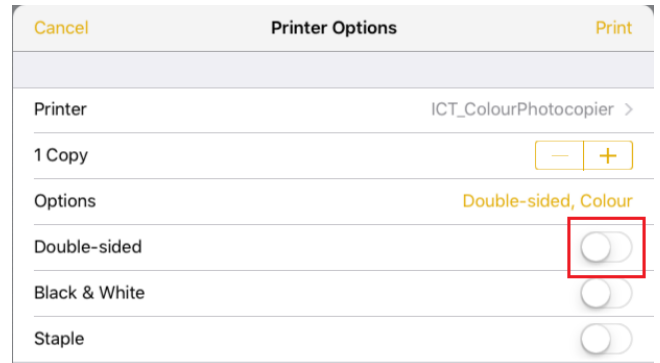 Cancel Printer Options Print
Printer ICT_ColourPhotocopier >
1 Copy − +
Options Double-sided, Colour
Double-sided
Black & White
Staple